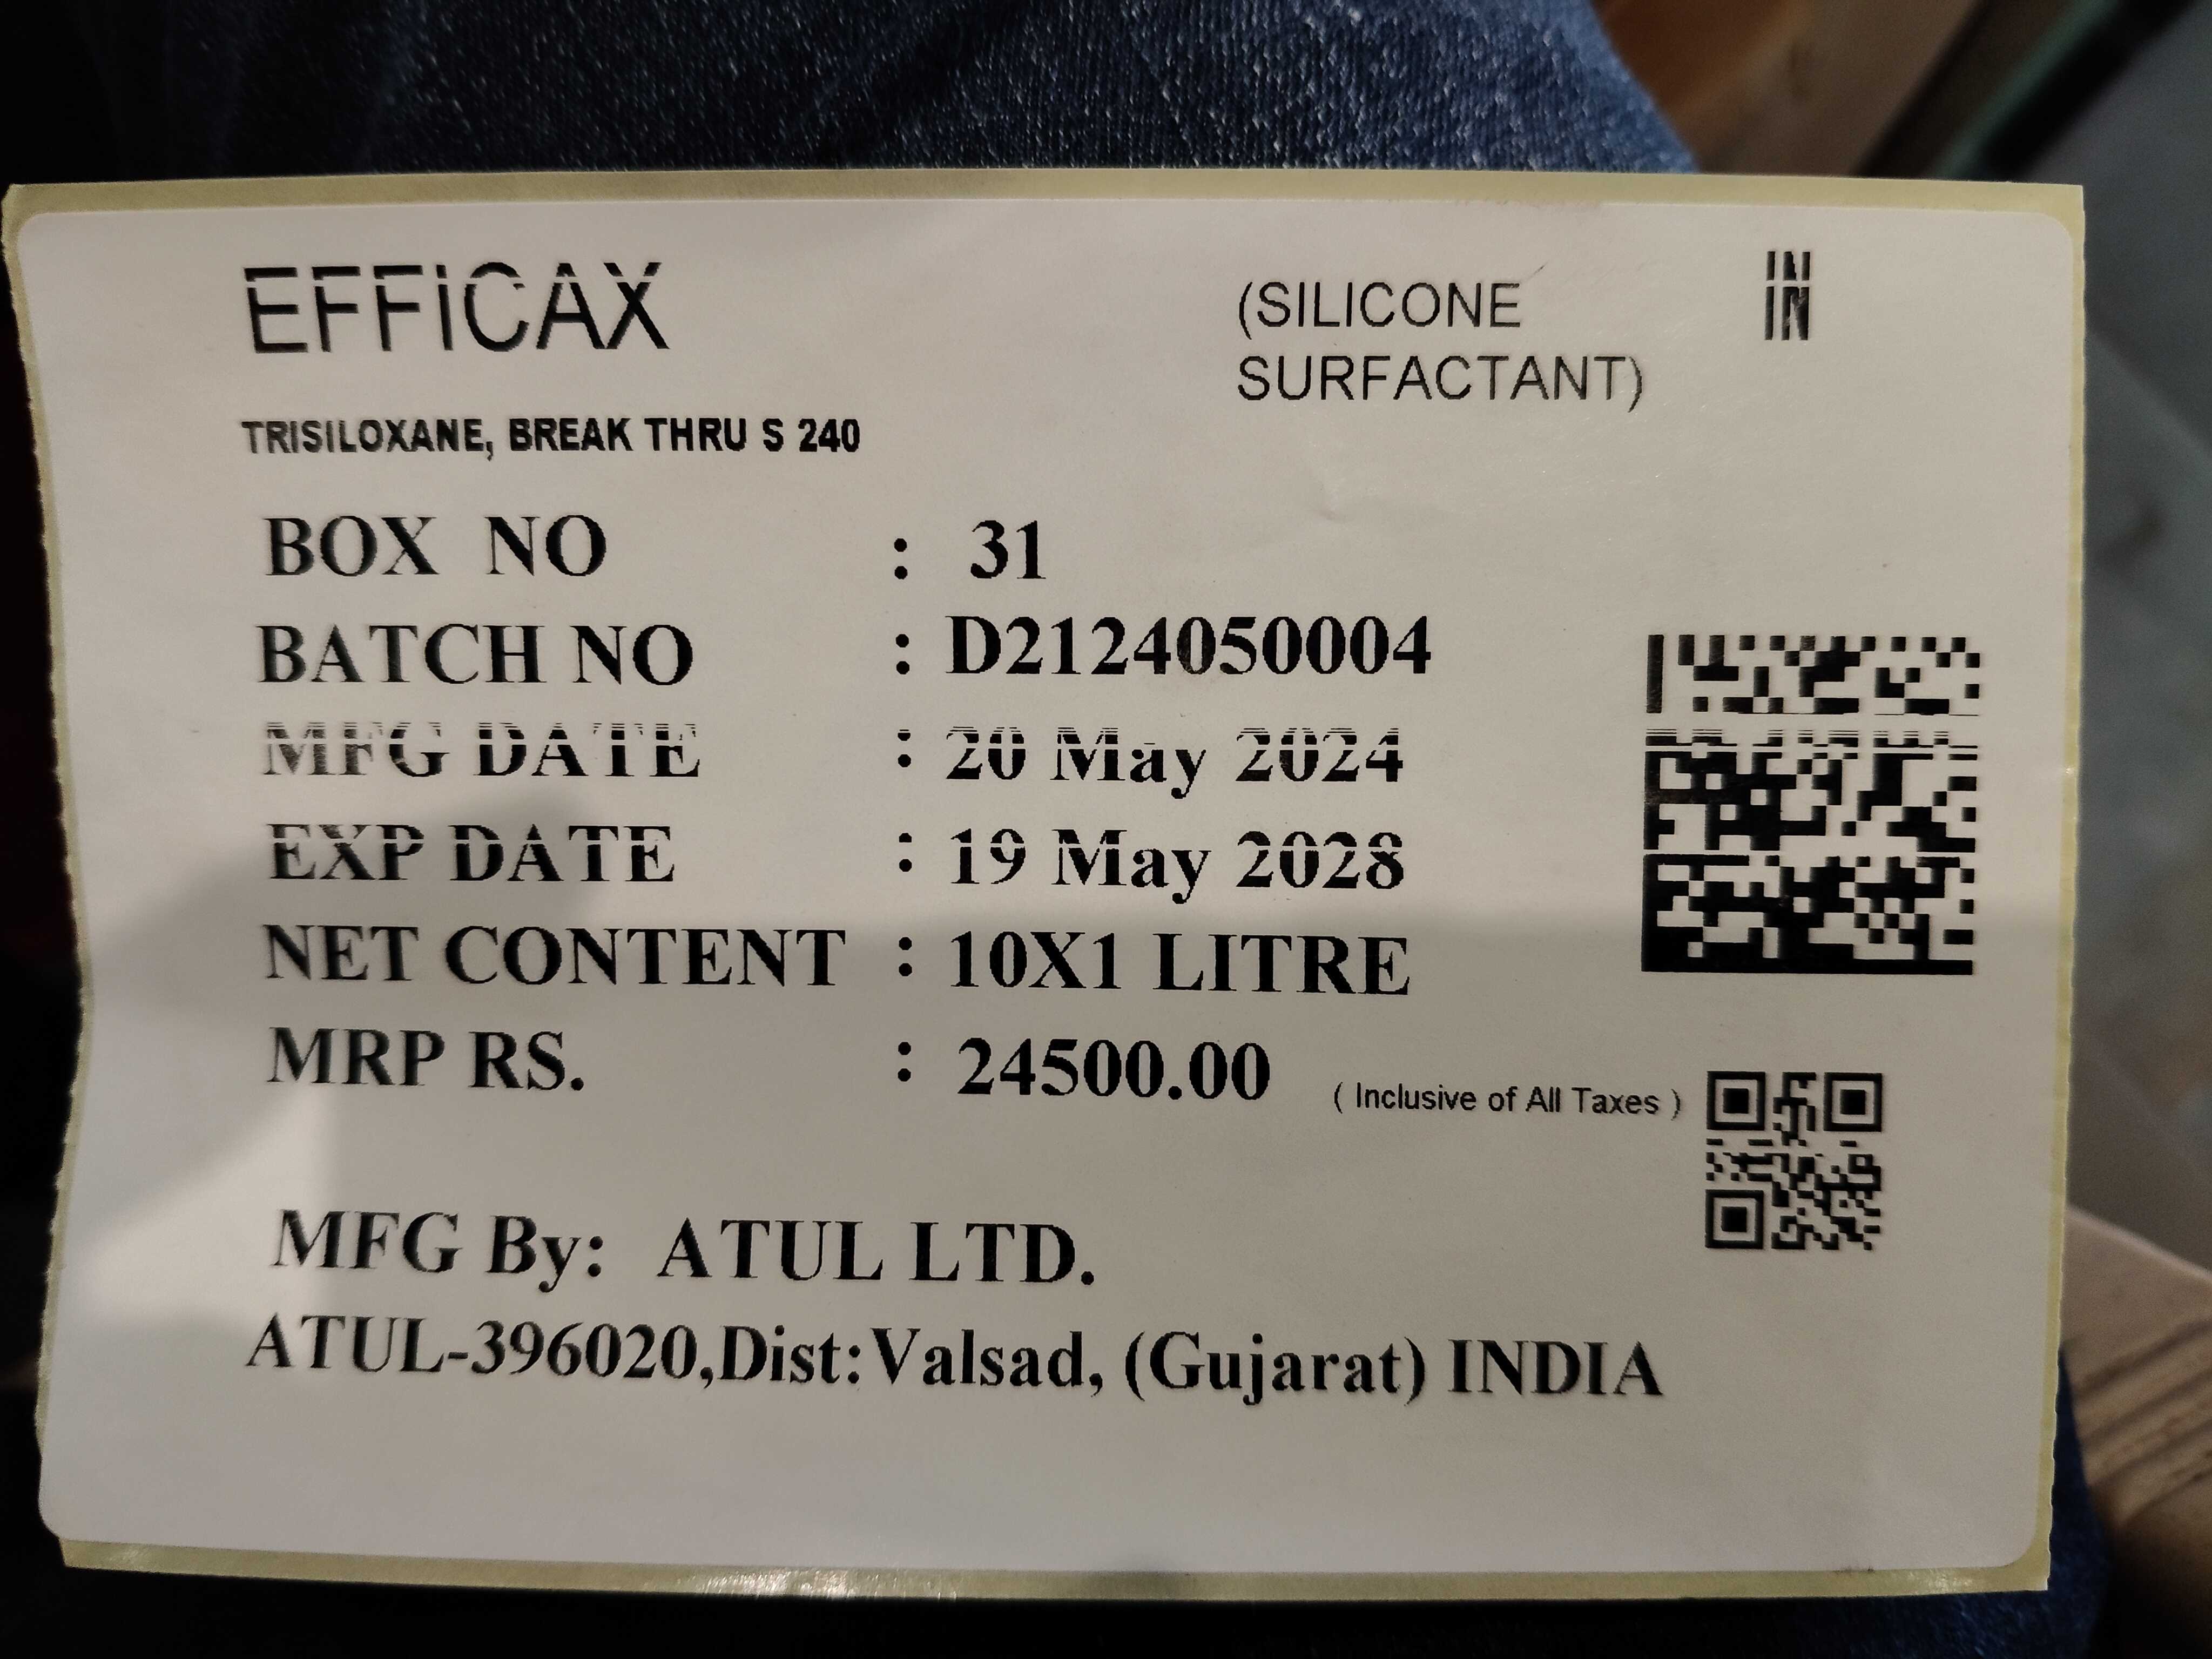 EFFICAX
(SILICONE
SURFACTANT)
IN
IN
TRISILOXANE, BREAK THRU S 240
BOX NO : 31
BATCH NO : D2124050004
MFG DATE : 20 May 2024
EXP DATE : 19 May 2028
NET CONTENT : 10X1 LITRE
MRP RS. : 24500.00 ( Inclusive of All Taxes )
MFG By: ATUL LTD.
ATUL-396020,Dist:Valsad, (Gujarat) INDIA